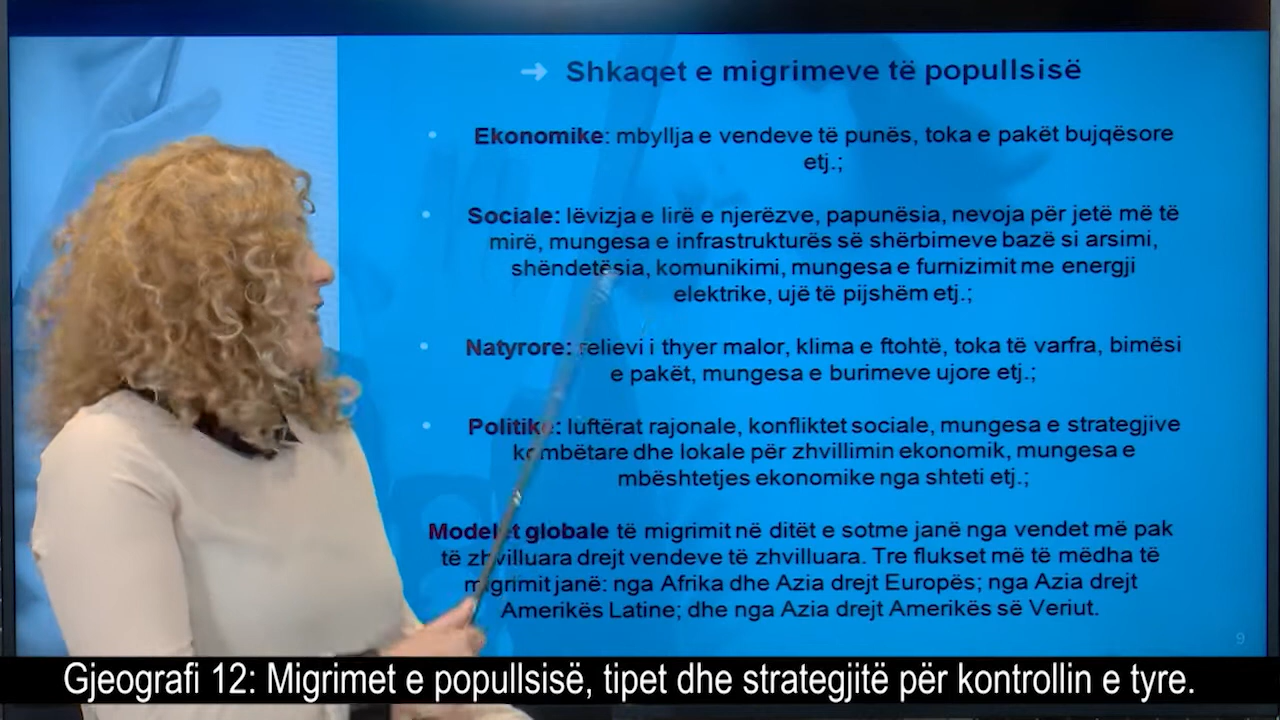 ➜ Shkaqet e migrimeve të popullsisë
• Ekonomike: mbyllja e vendeve të punës, toka e pakët bujqësore
etj.;
• Sociale: lëvizja e lirë e njerëzve, papunësia, nevoja për jetë më të
mirë, mungesa e infrastrukturës së shërbimeve bazë si arsimi,
shëndetësia, komunikimi, mungesa e furnizimit me energji
elektrike, ujë të pijshëm etj.;
• Natyrore: relievi i thyer malor, klima e ftohtë, toka të varfra, bimësi
e pakët, mungesa e burimeve ujore etj.;
• Politike: luftërat rajonale, konfliktet sociale, mungesa e strategjive
kombëtare dhe lokale për zhvillimin ekonomik, mungesa e
mbështetjes ekonomike nga shteti etj.;
Modelet globale të migrimit në ditët e sotme janë nga vendet më pak
të zhvilluara drejt vendeve të zhvilluara. Tre flukset më të mëdha të
migrimit janë: nga Afrika dhe Azia drejt Europës; nga Azia drejt
Amerikës Latine; dhe nga Azia drejt Amerikës së Veriut.
9
Gjeografi 12: Migrimet e popullsisë, tipet dhe strategjitë për kontrollin e tyre.